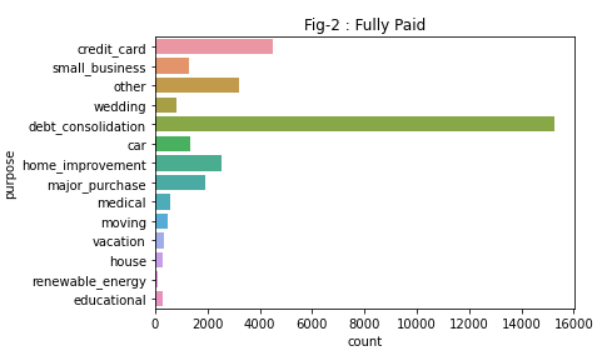 Fig-2 : Fully Paid
credit_card
small_business
other
wedding
debt_consolidation
car
home_improvement
major_purchase
medical
moving
vacation
house
renewable_energy
educational
purpose
0 2000 4000 6000 8000 10000 12000 14000 16000
count